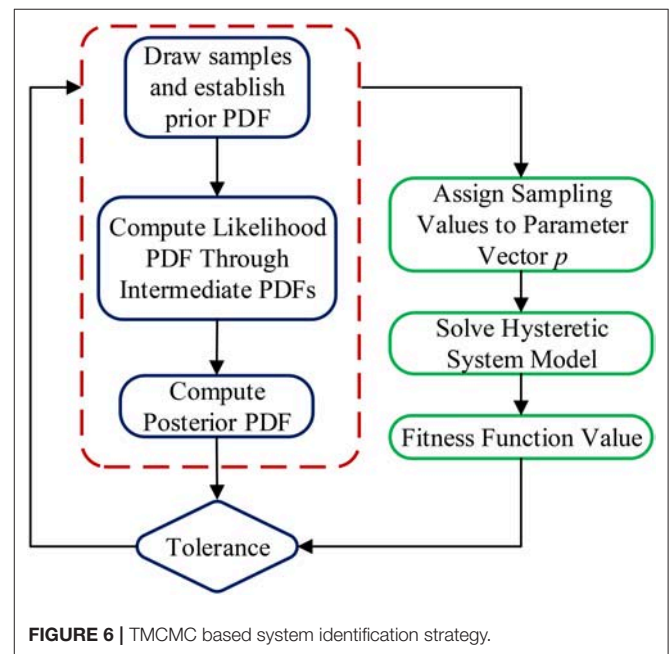 Draw samples
and establish
prior PDF
Compute Likelihood
PDF Through
Intermediate PDFs
Compute
Posterior PDF
Tolerance
Assign Sampling
Values to Parameter
Vector p
Solve Hysteretic
System Model
Fitness Function Value
FIGURE 6 | TMCMC based system identification strategy.